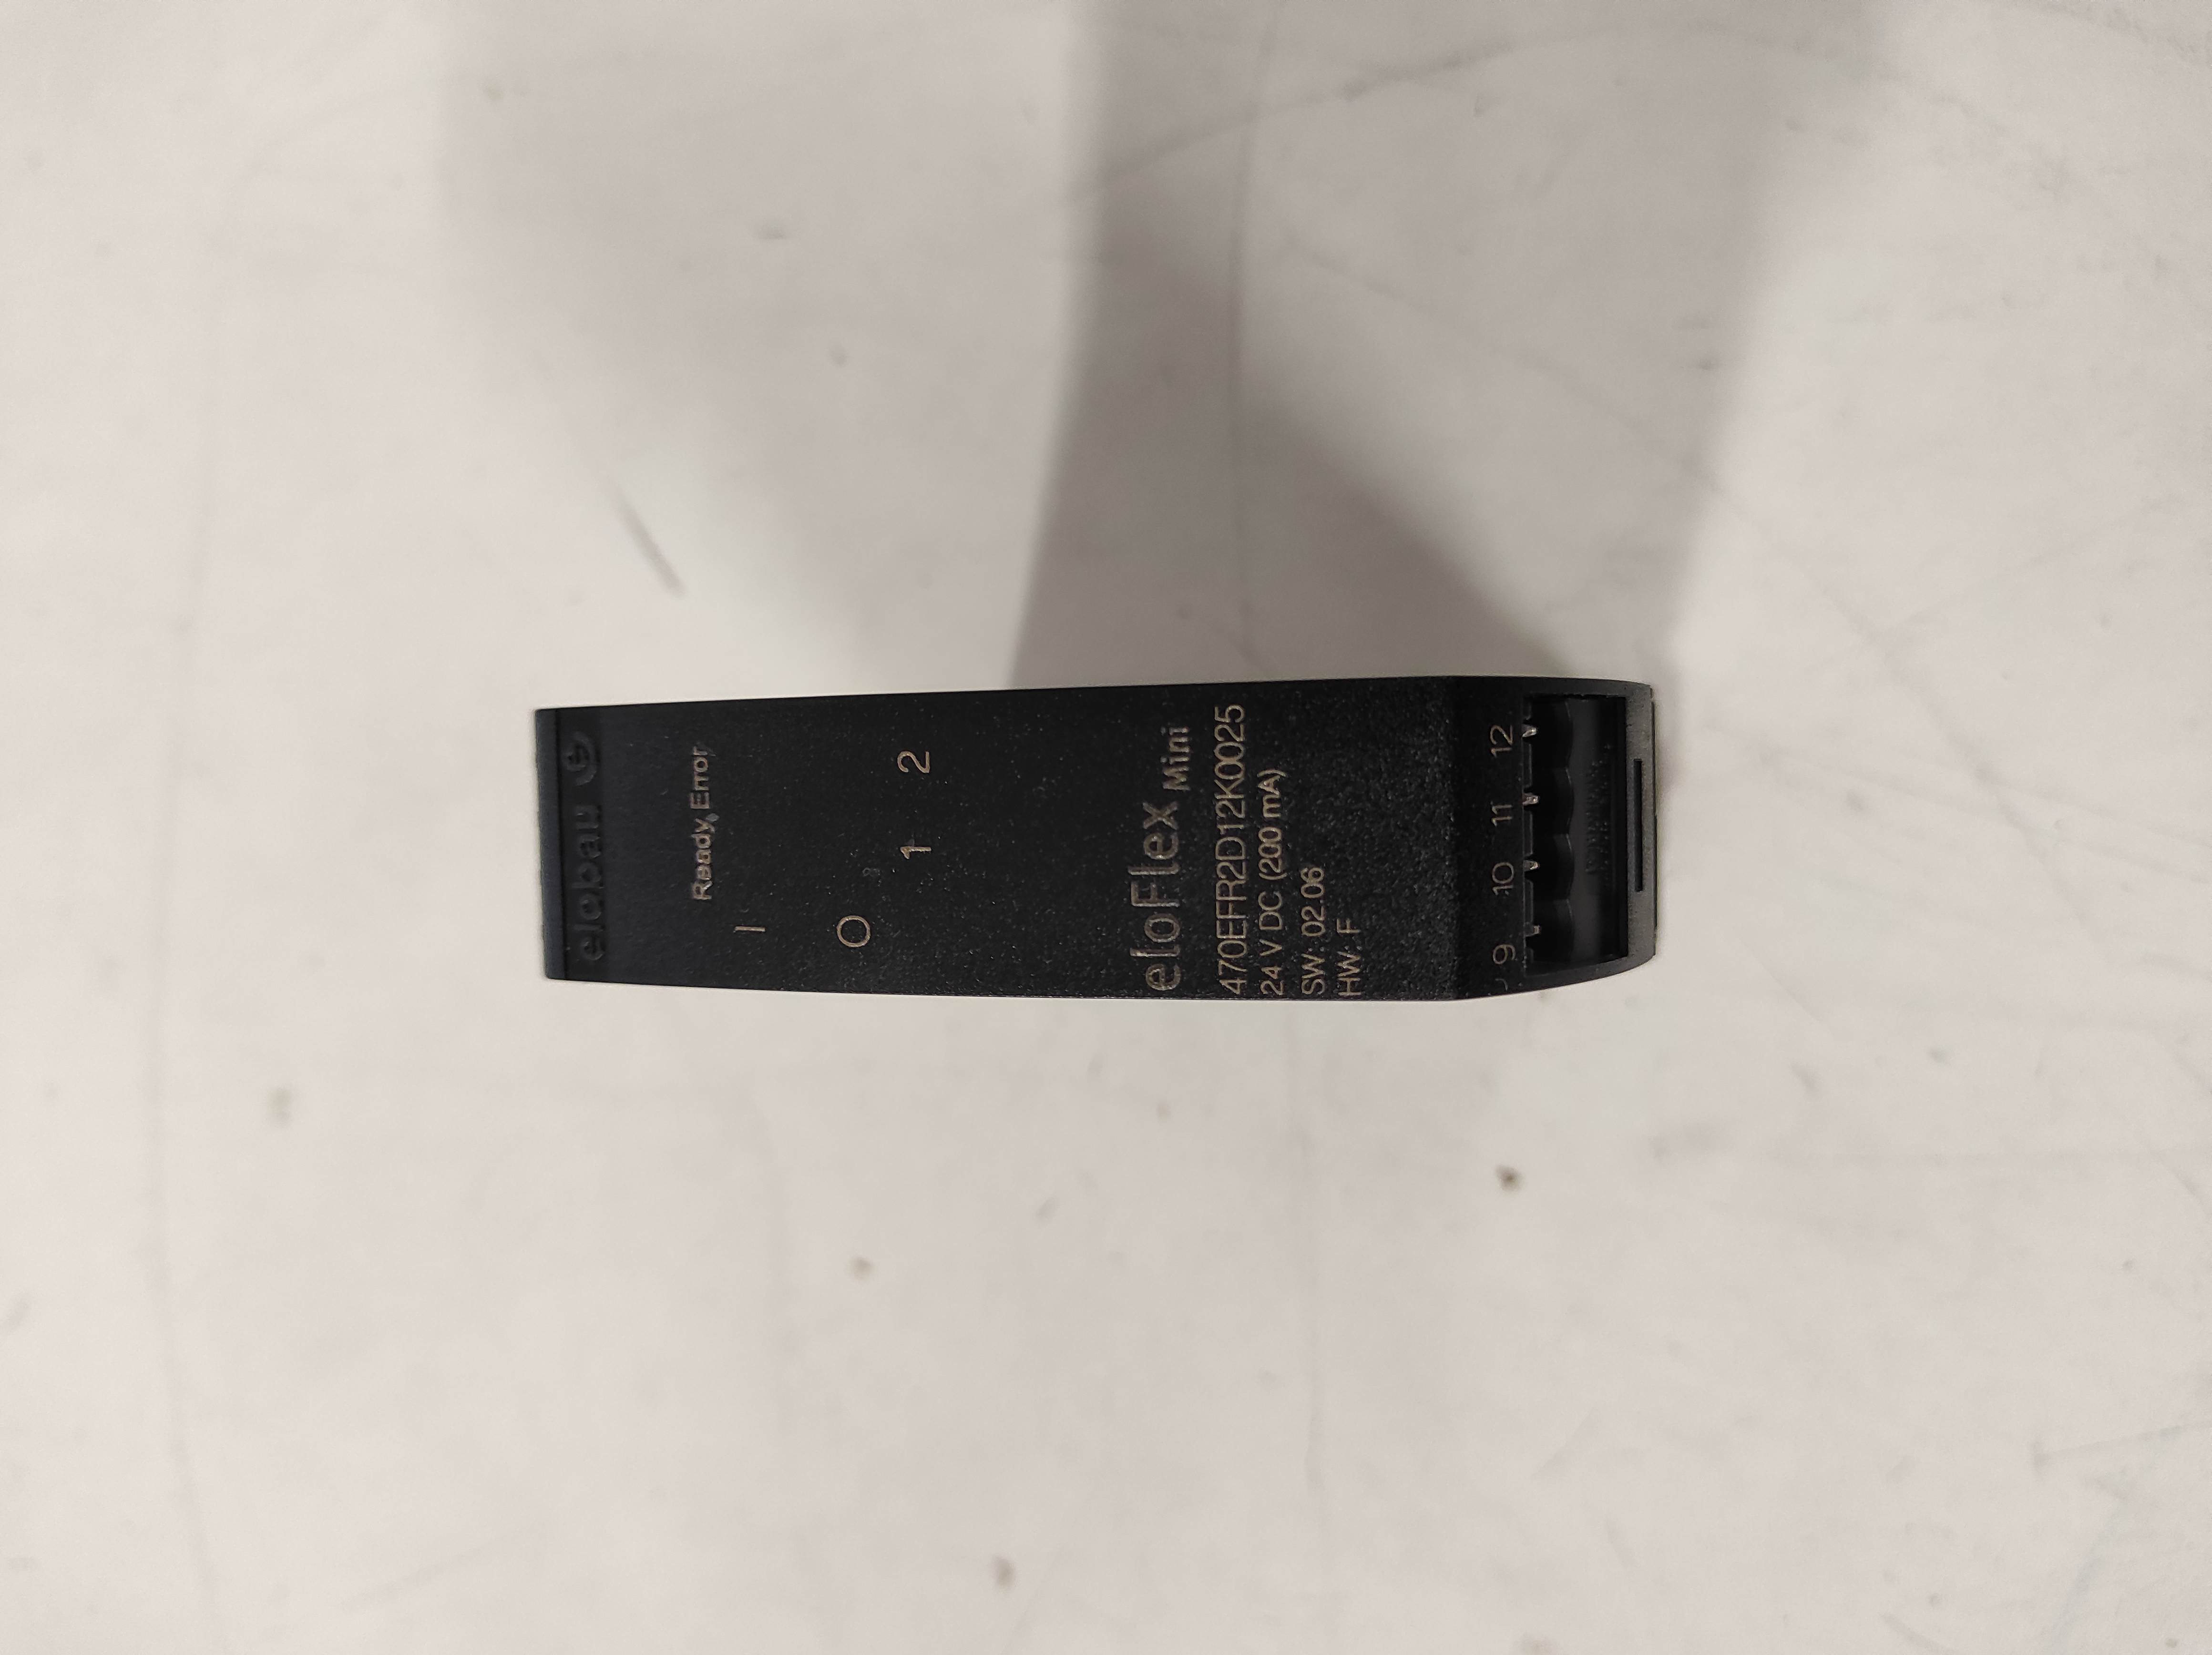 elobau
Ready Error
I
O
1 2
eloFlex Mini
470EFR2D12K0025
24 V DC (200 mA)
SW: 02.06
HW: F
9 10 11 12